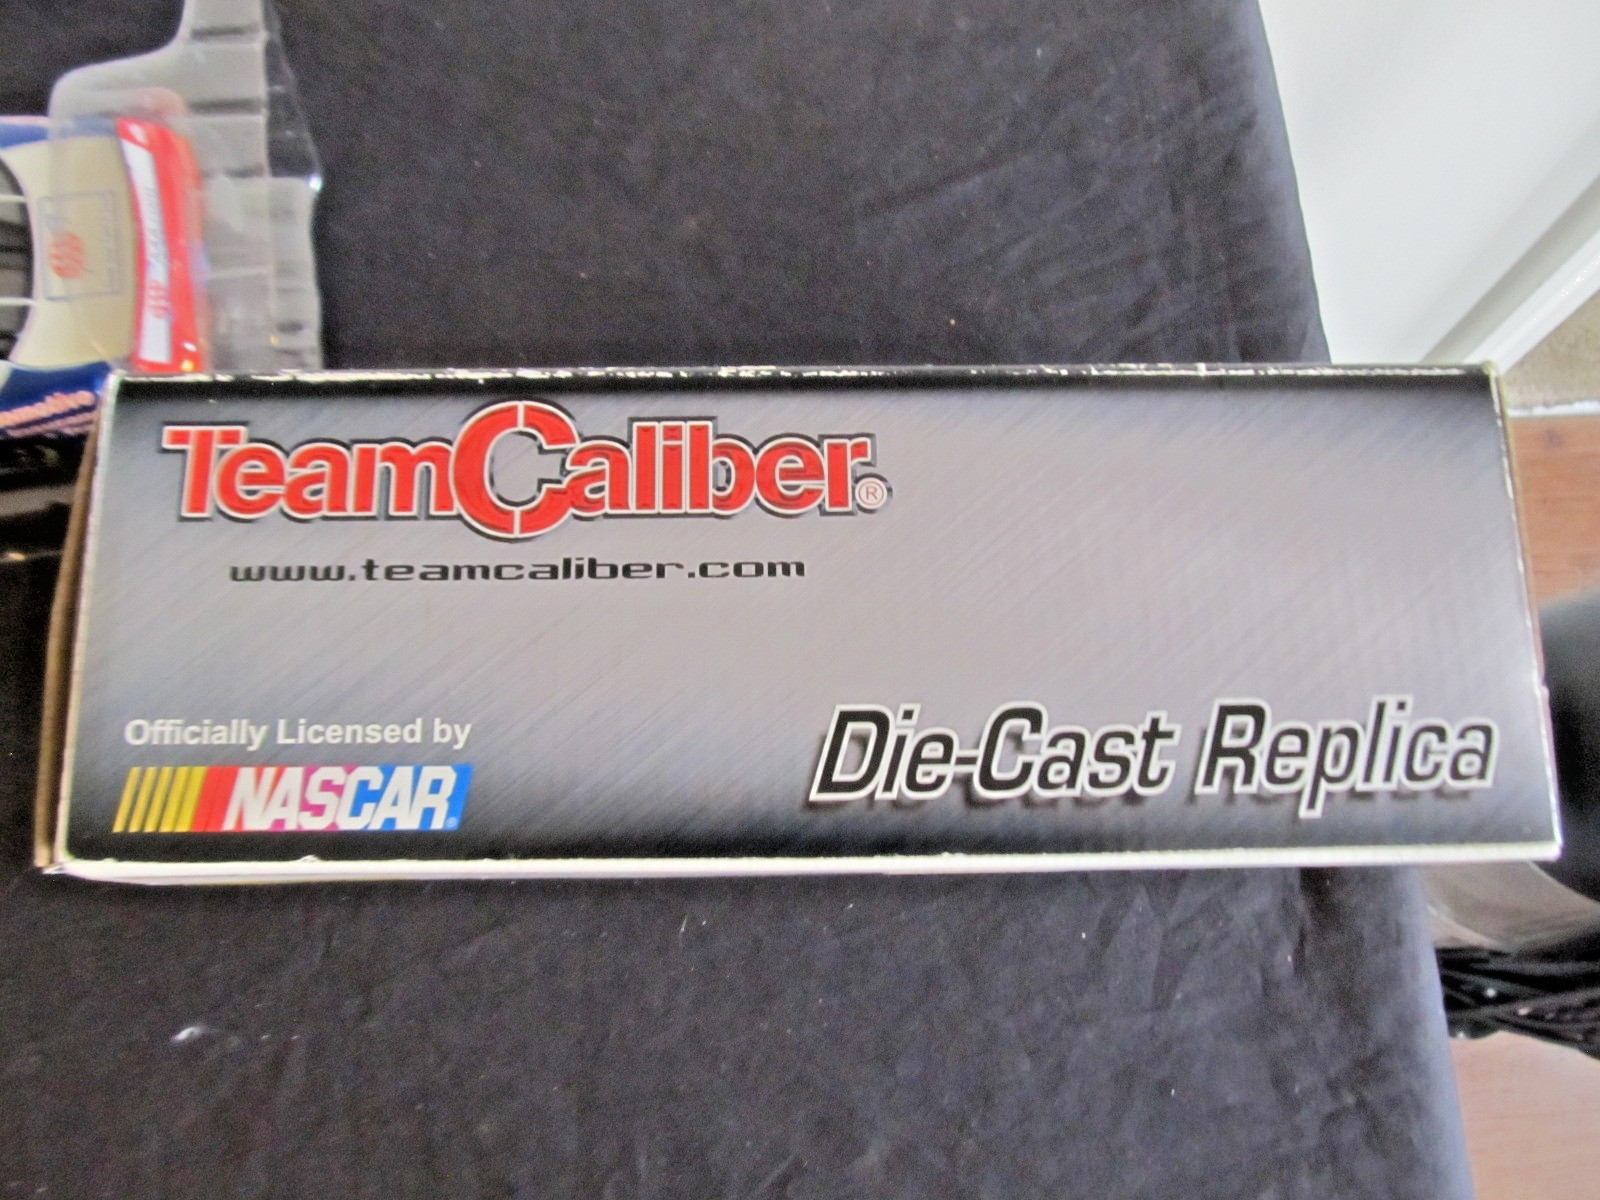 TeamCaliber®
www.teamcaliber.com
Officially Licensed by
NASCAR
Die-Cast Replica